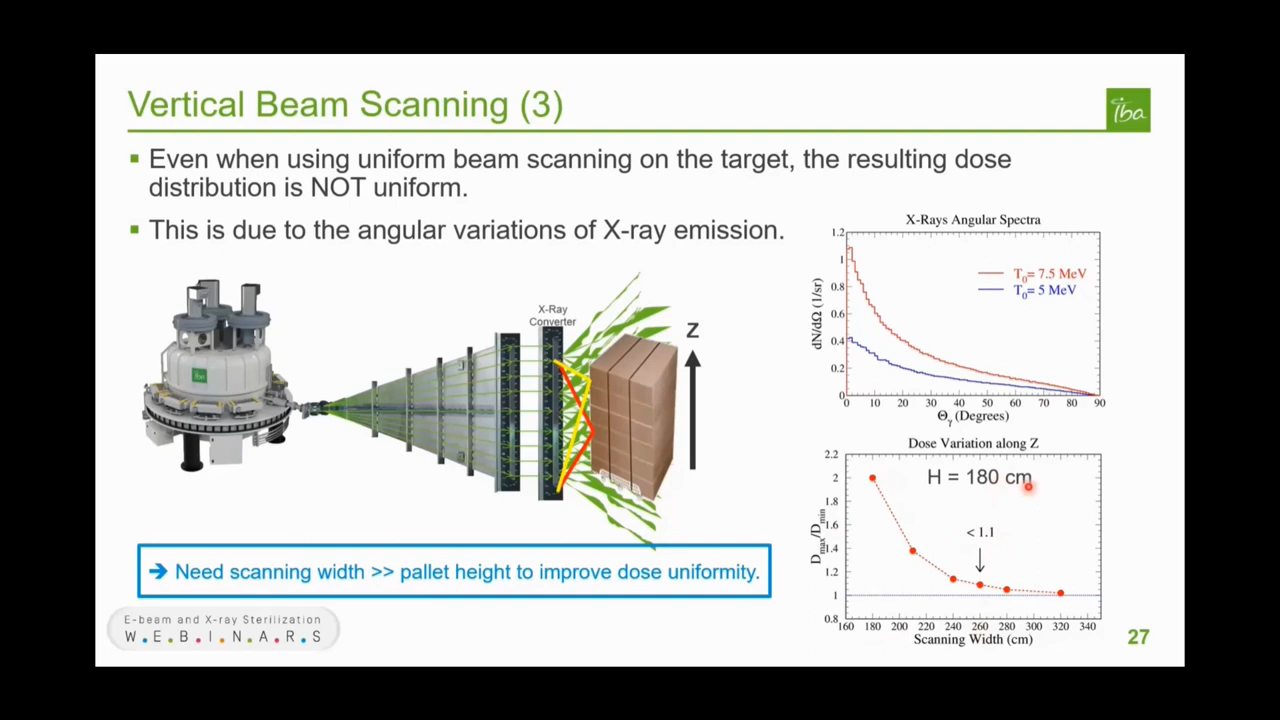 Vertical Beam Scanning (3)
iba
Even when using uniform beam scanning on the target, the resulting dose
distribution is NOT uniform.
This is due to the angular variations of X-ray emission.
iba
X-Ray
Converter
Z
X-Rays Angular Spectra
dN/dΩ (1/sr)
1.2
1
0.8
0.6
0.4
0.2
0
T0= 7.5 MeV
T0= 5 MeV
0 10 20 30 40 50 60 70 80 90
Θγ (Degrees)
Dose Variation along Z
H = 180 cm
Dmax/Dmin
2.2
2
1.8
1.6
1.4
1.2
1
0.8
< 1.1
160 180 200 220 240 260 280 300 320 340
Scanning Width (cm)
➔ Need scanning width >> pallet height to improve dose uniformity.
E-beam and X-ray Sterilization
W.E.B.I.N.A.R.S
27